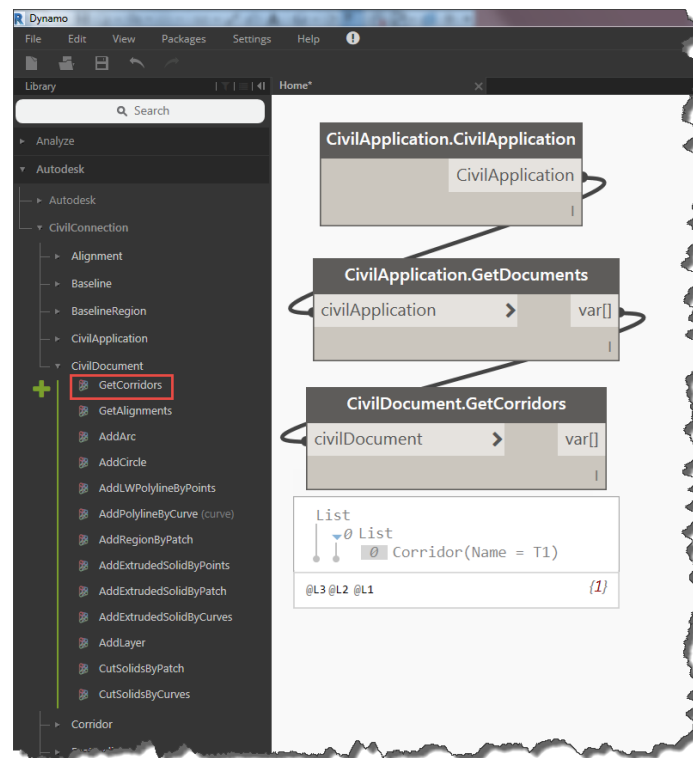 R Dynamo
File Edit View Packages Settings Help !
Library
Home*
Search
Analyze
Autodesk
Autodesk
CivilConnection
Alignment
Baseline
BaselineRegion
CivilApplication
CivilDocument
GetCorridors
GetAlignments
AddArc
AddCircle
AddLWPolylineByPoints
AddPolylineByCurve (curve)
AddRegionByPatch
AddExtrudedSolidByPoints
AddExtrudedSolidByPatch
AddExtrudedSolidByCurves
AddLayer
CutSolidsByPatch
CutSolidsByCurves
Corridor
CivilApplication.CivilApplication
CivilApplication
l
CivilApplication.GetDocuments
civilApplication > var[]
l
CivilDocument.GetCorridors
civilDocument > var[]
l
List
0 List
0 Corridor(Name = T1)
@L3 @L2 @L1 {1}